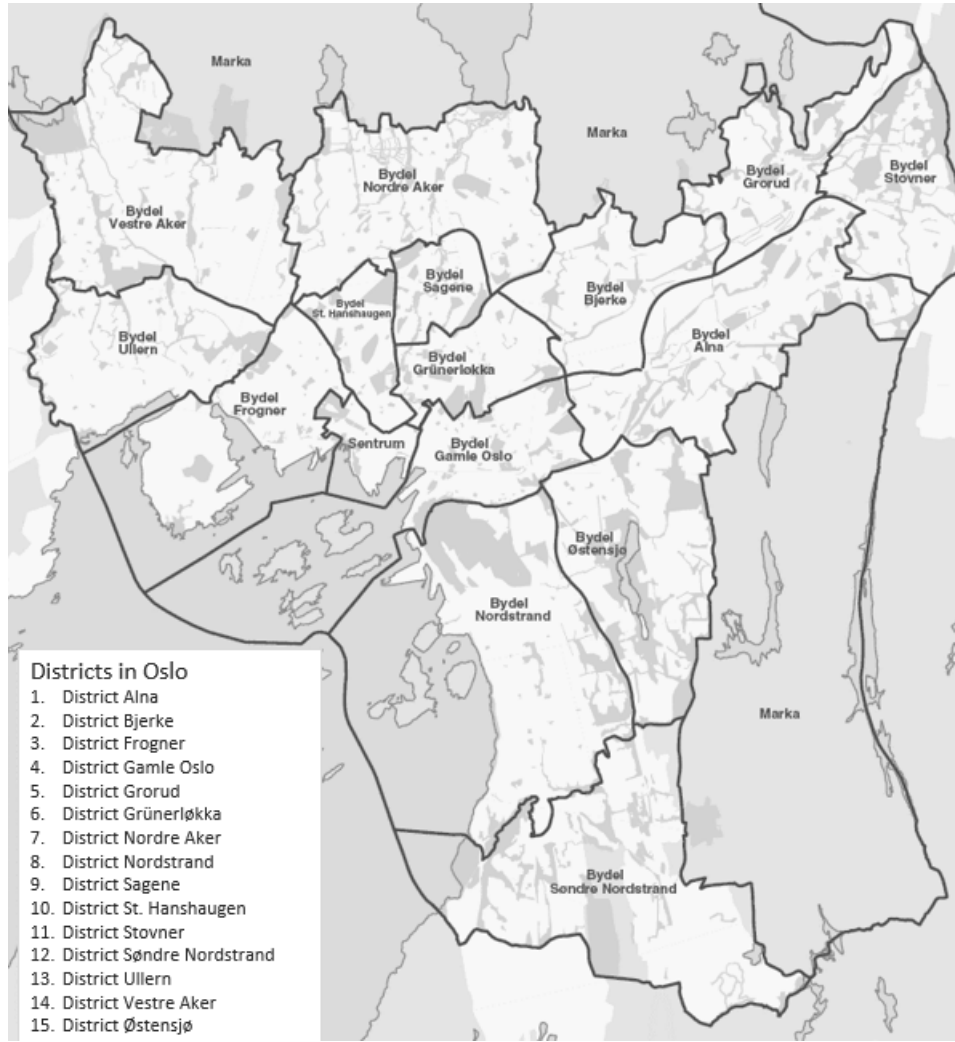 Marka
Marka
Bydel
Nordre Aker
Bydel
Grorud
Bydel
Stovner
Bydel
Vestre Aker
Bydel
Sagene
Bydel
St. Hanshaugen
Bydel
Bjerke
Bydel
Ullern
Bydel
Alna
Bydel
Grünerløkka
Bydel
Frogner
Sentrum
Bydel
Gamle Oslo
Bydel
Østensjø
Bydel
Nordstrand
Marka
Bydel
Søndre Nordstrand
Districts in Oslo
1. District Alna
2. District Bjerke
3. District Frogner
4. District Gamle Oslo
5. District Grorud
6. District Grünerløkka
7. District Nordre Aker
8. District Nordstrand
9. District Sagene
10. District St. Hanshaugen
11. District Stovner
12. District Søndre Nordstrand
13. District Ullern
14. District Vestre Aker
15. District Østensjø